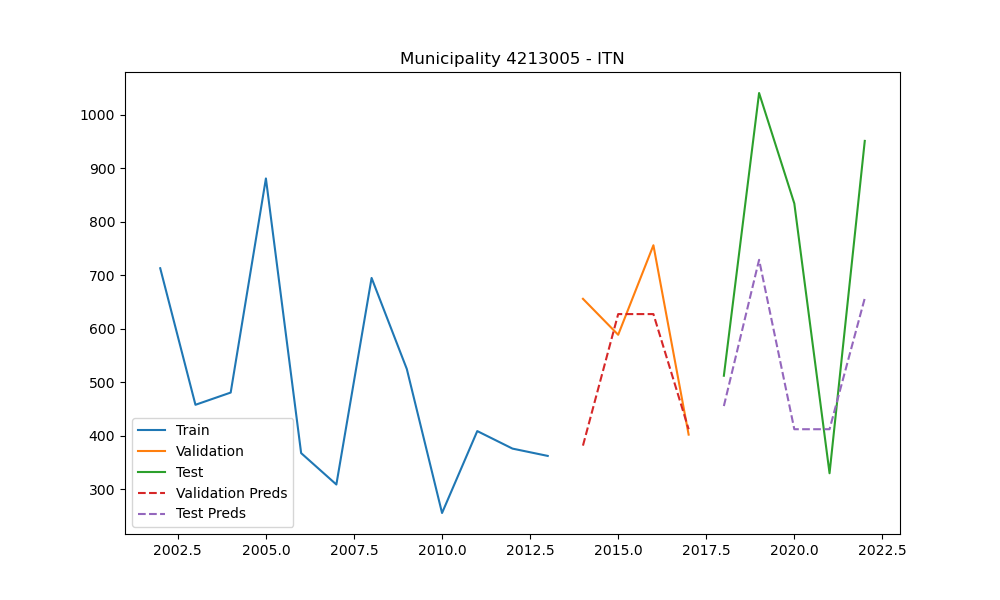 Municipality 4213005 - ITN
1000
900
800
700
600
500
400
300
Train
Validation
Test
Validation Preds
Test Preds
2002.5 2005.0 2007.5 2010.0 2012.5 2015.0 2017.5 2020.0 2022.5